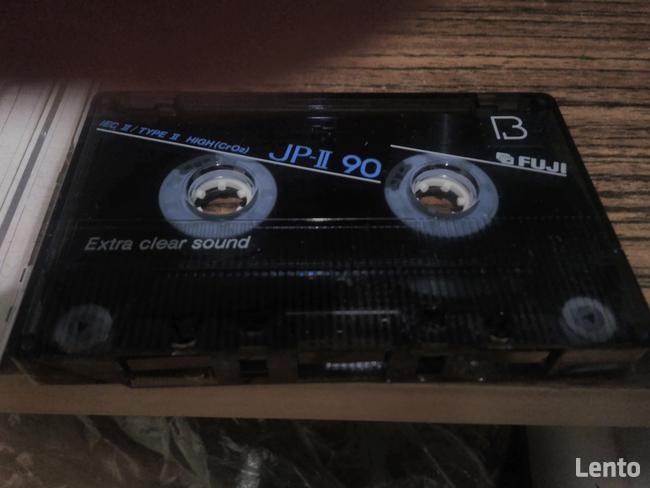 B
IEC II / TYPE II HIGH (CrO2)
JP-II 90
FUJI
Extra clear sound
Lento